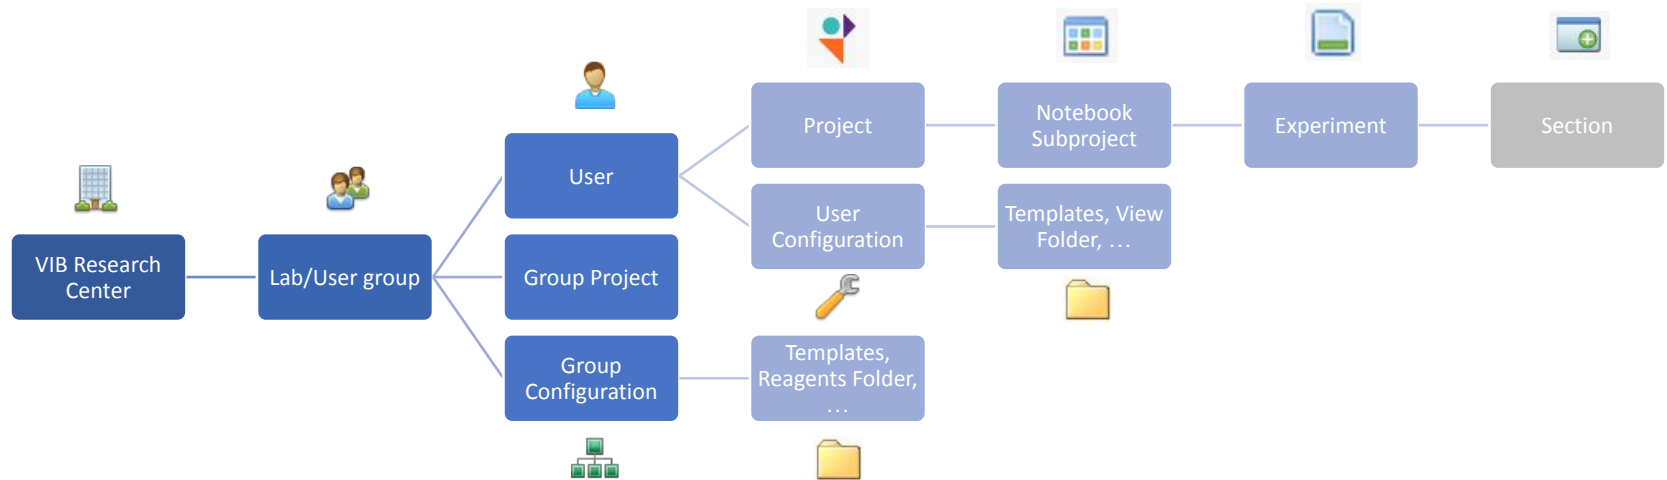 VIB Research
Center
Lab/User group
User
Group Project
Group
Configuration
Project
User
Configuration
Templates,
Reagents Folder,
…
Notebook
Subproject
Templates, View
Folder, …
Experiment
Section